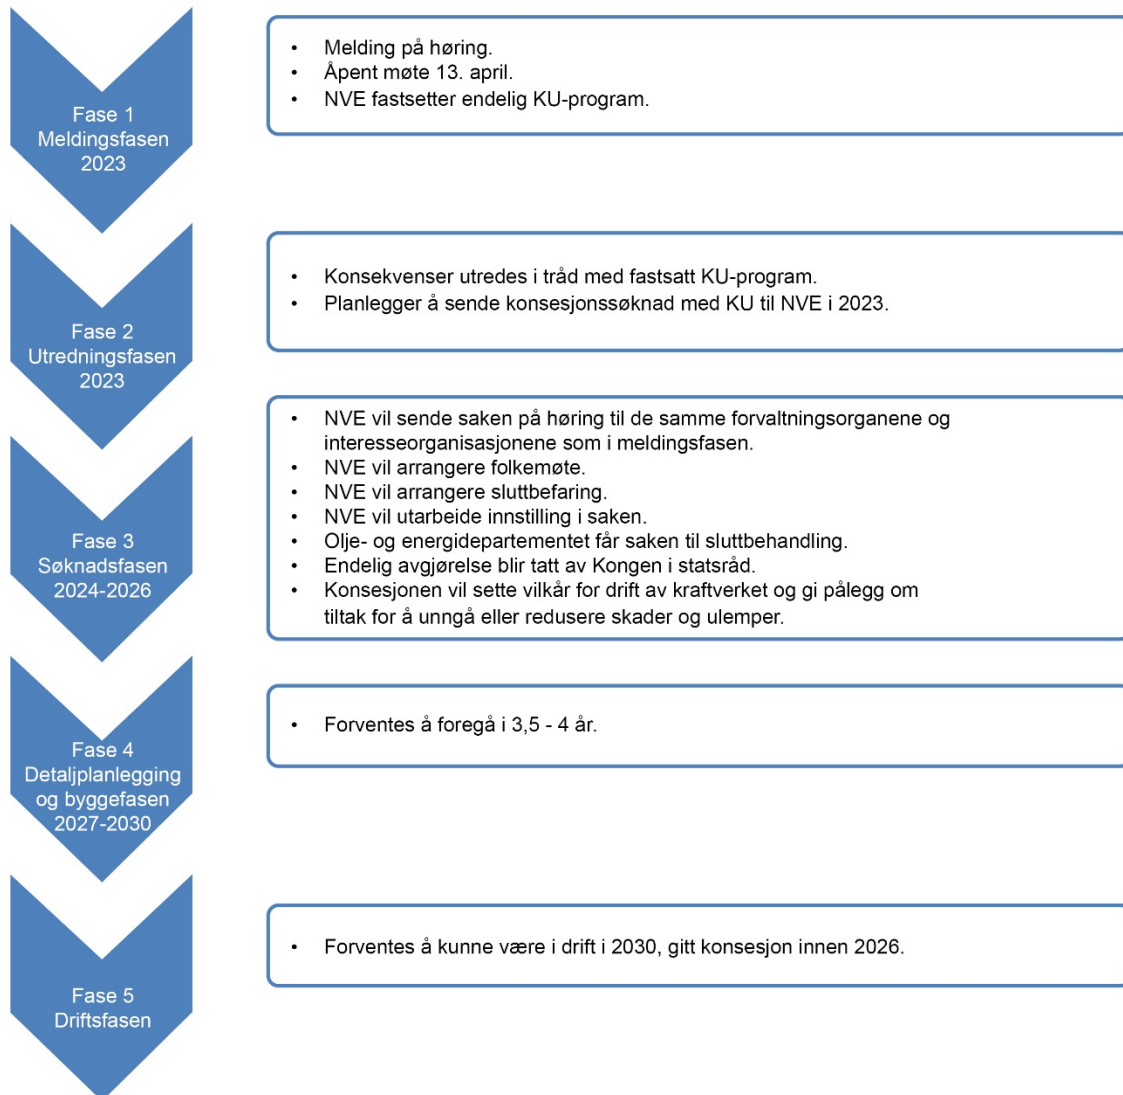 Fase 1
Meldingsfasen
2023
• Melding på høring.
• Åpent møte 13. april.
• NVE fastsetter endelig KU-program.
Fase 2
Utredningsfasen
2023
• Konsekvenser utredes i tråd med fastsatt KU-program.
• Planlegger å sende konsesjonssøknad med KU til NVE i 2023.
Fase 3
Søknadsfasen
2024-2026
• NVE vil sende saken på høring til de samme forvaltningsorganene og
interesseorganisasjonene som i meldingsfasen.
• NVE vil arrangere folkemøte.
• NVE vil arrangere sluttbefaring.
• NVE vil utarbeide innstilling i saken.
• Olje- og energidepartementet får saken til sluttbehandling.
• Endelig avgjørelse blir tatt av Kongen i statsråd.
• Konsesjonen vil sette vilkår for drift av kraftverket og gi pålegg om
tiltak for å unngå eller redusere skader og ulemper.
Fase 4
Detaljplanlegging
og byggefasen
2027-2030
• Forventes å foregå i 3,5 - 4 år.
Fase 5
Driftsfasen
• Forventes å kunne være i drift i 2030, gitt konsesjon innen 2026.